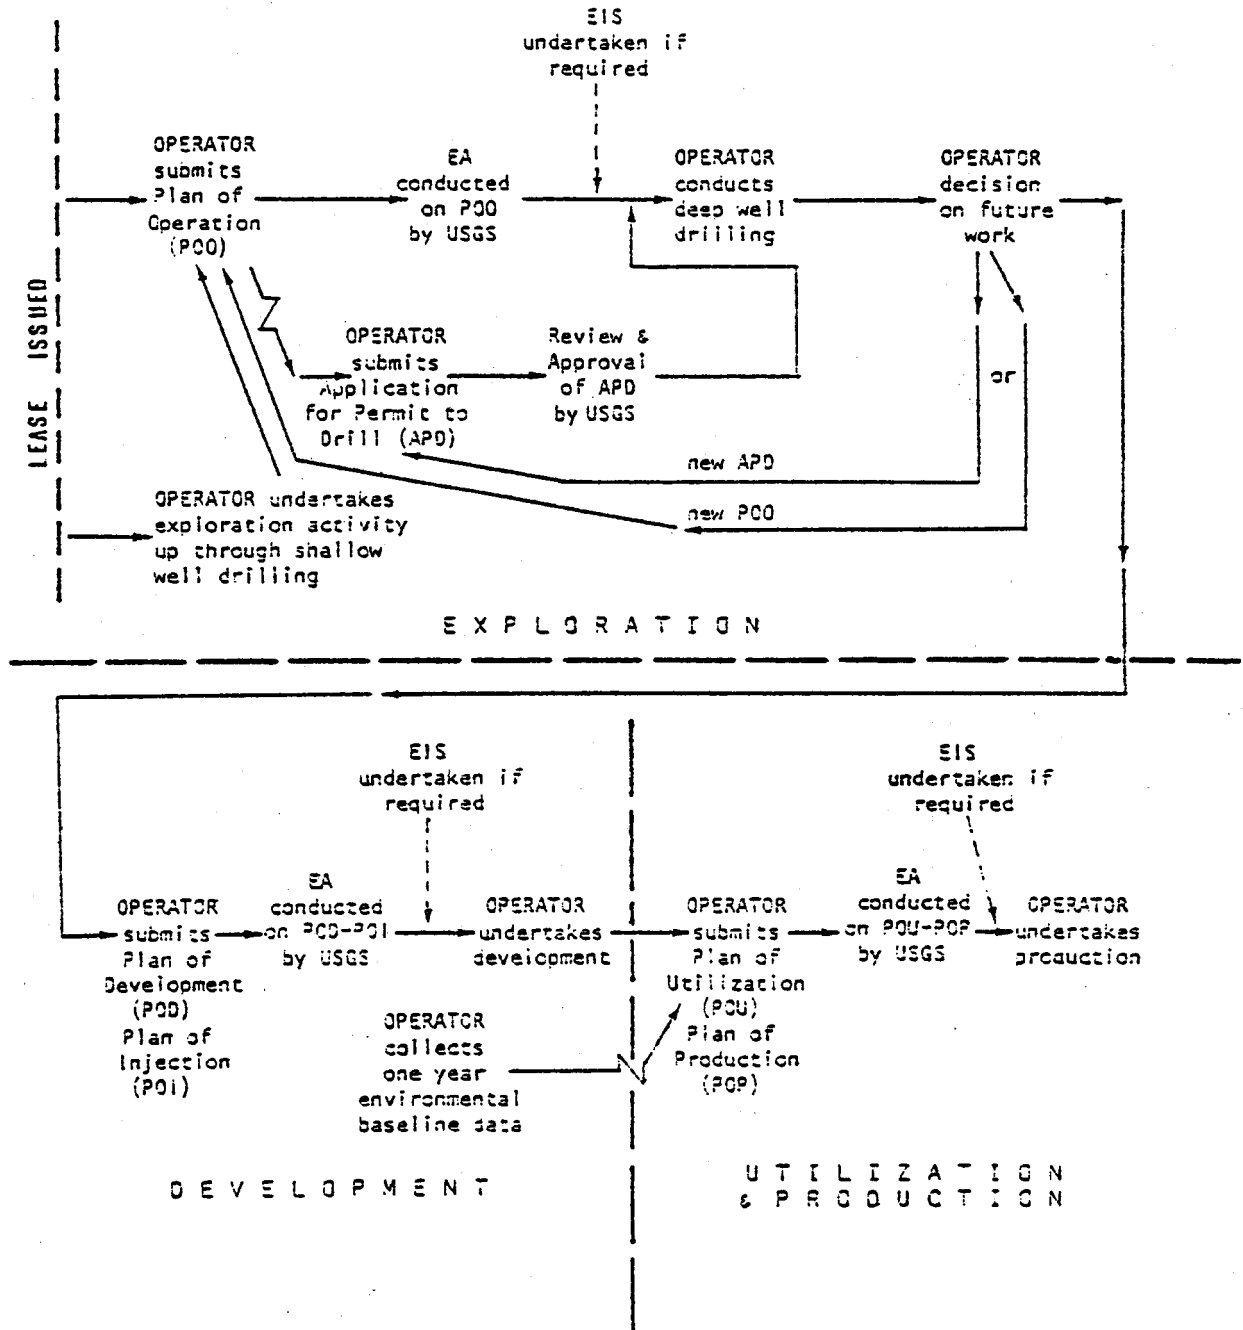 EIS
undertaken if
required
OPERATOR
submits
Plan of
Operation
(POO)
EA
conducted
on POO
by USGS
OPERATOR
conducts
deep well
drilling
OPERATOR
decision
on future
work
LEASE ISSUED
OPERATOR
submits
Application
for Permit to
Drill (APD)
Review &
Approval
of APD
by USGS
or
new APD
new POO
OPERATOR undertakes
exploration activity
up through shallow
well drilling
EXPLORATION
EIS
undertaken if
required
EIS
undertaken if
required
OPERATOR
submits
Plan of
Development
(POD)
Plan of
Injection
(POI)
EA
conducted
on POD-POI
by USGS
OPERATOR
undertakes
development
OPERATOR
submits
Plan of
Utilization
(POU)
Plan of
Production
(POP)
EA
conducted
on POU-POP
by USGS
OPERATOR
undertakes
production
OPERATOR
collects
one year
environmental
baseline data
DEVELOPMENT
UTILIZATION
& PRODUCTION